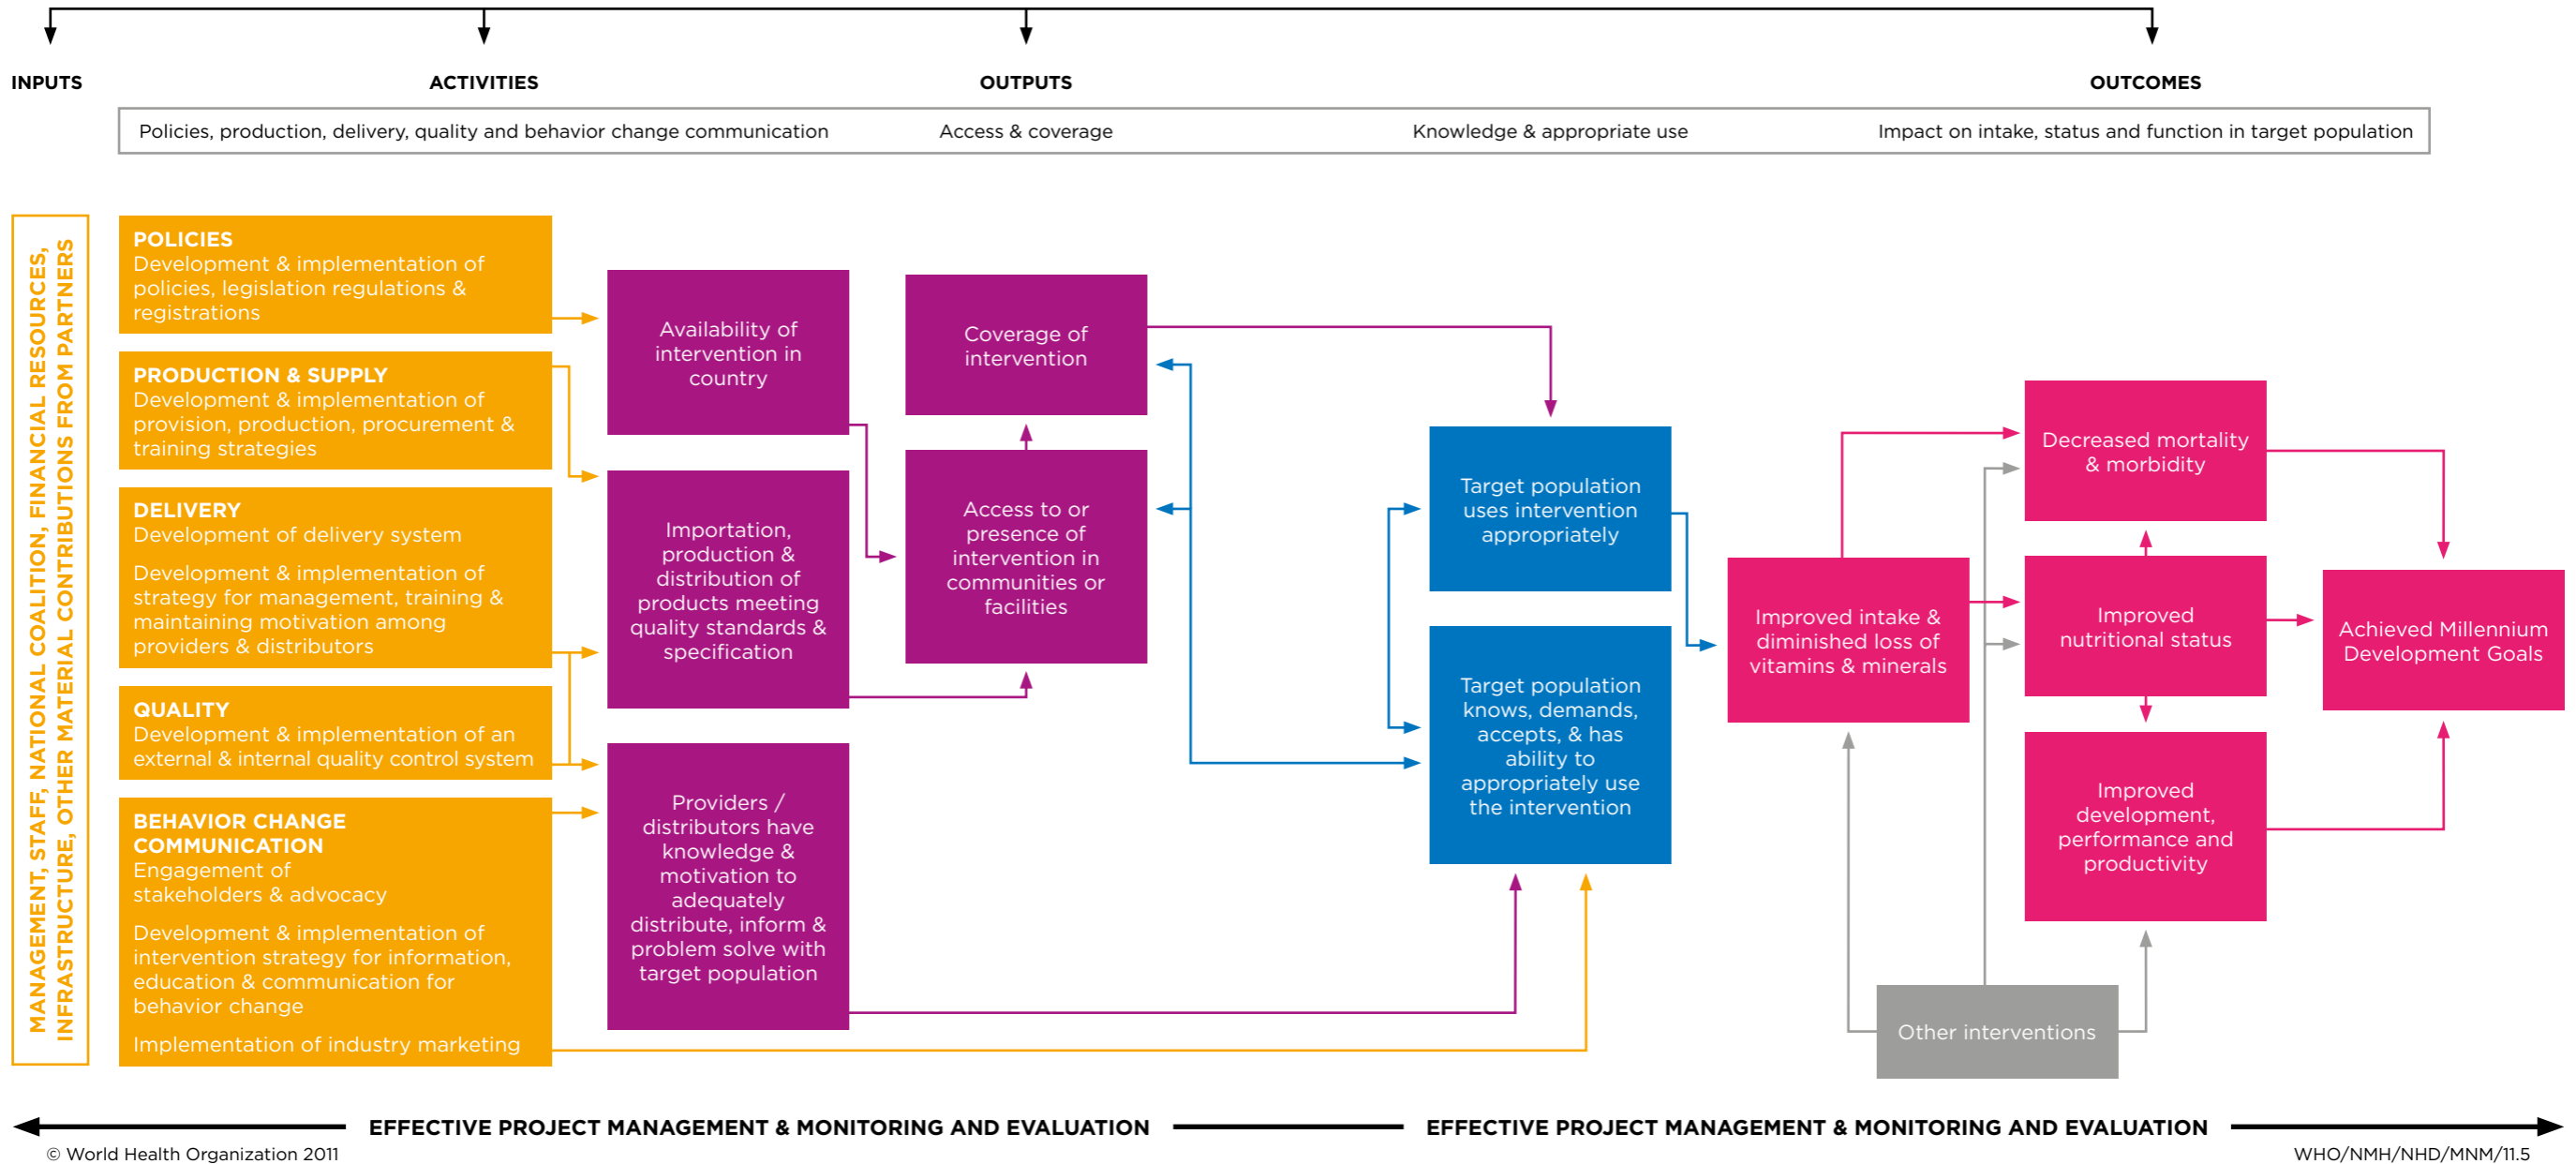 INPUTS
ACTIVITIES
OUTPUTS
OUTCOMES
Policies, production, delivery, quality and behavior change communication
Access & coverage
Knowledge & appropriate use
Impact on intake, status and function in target population
MANAGEMENT, STAFF, NATIONAL COALITION, FINANCIAL RESOURCES,
INFRASTRUCTURE, OTHER MATERIAL CONTRIBUTIONS FROM PARTNERS
POLICIES
Development & implementation of
policies, legislation regulations &
registrations
PRODUCTION & SUPPLY
Development & implementation of
provision, production, procurement &
training strategies
DELIVERY
Development of delivery system
Development & implementation of
strategy for management, training &
maintaining motivation among
providers & distributors
QUALITY
Development & implementation of an
external & internal quality control system
BEHAVIOR CHANGE
COMMUNICATION
Engagement of
stakeholders & advocacy
Development & implementation of
intervention strategy for information,
education & communication for
behavior change
Implementation of industry marketing
Availability of
intervention in
country
Importation,
production &
distribution of
products meeting
quality standards &
specification
Providers /
distributors have
knowledge &
motivation to
adequately
distribute, inform &
problem solve with
target population
Coverage of
intervention
Access to or
presence of
intervention in
communities or
facilities
Target population
uses intervention
appropriately
Target population
knows, demands,
accepts, & has
ability to
appropriately use
the intervention
Improved intake &
diminished loss of
vitamins & minerals
Decreased mortality
& morbidity
Improved
nutritional status
Improved
development,
performance and
productivity
Achieved Millennium
Development Goals
Other interventions
EFFECTIVE PROJECT MANAGEMENT & MONITORING AND EVALUATION
EFFECTIVE PROJECT MANAGEMENT & MONITORING AND EVALUATION
© World Health Organization 2011
WHO/NMH/NHD/MNM/11.5